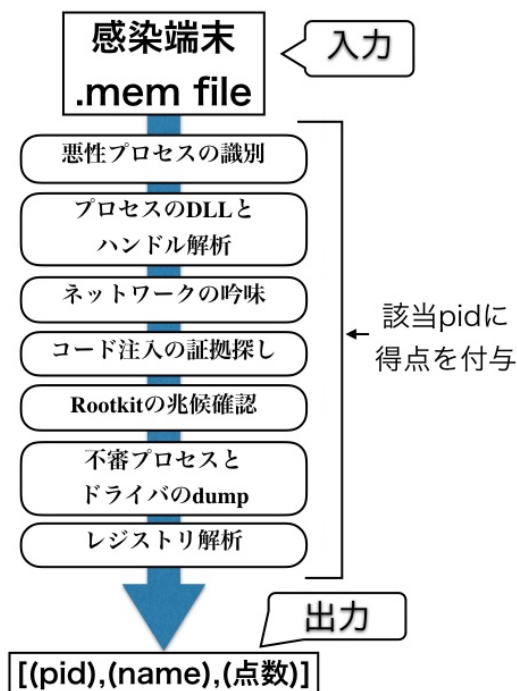 感染端末
.mem file
入力
悪性プロセスの識別
プロセスのDLLと
ハンドル解析
ネットワークの吟味
コード注入の証拠探し
Rootkitの兆候確認
不審プロセスと
ドライバのdump
レジストリ解析
該当pidに
得点を付与
出力
[(pid),(name),(点数)]